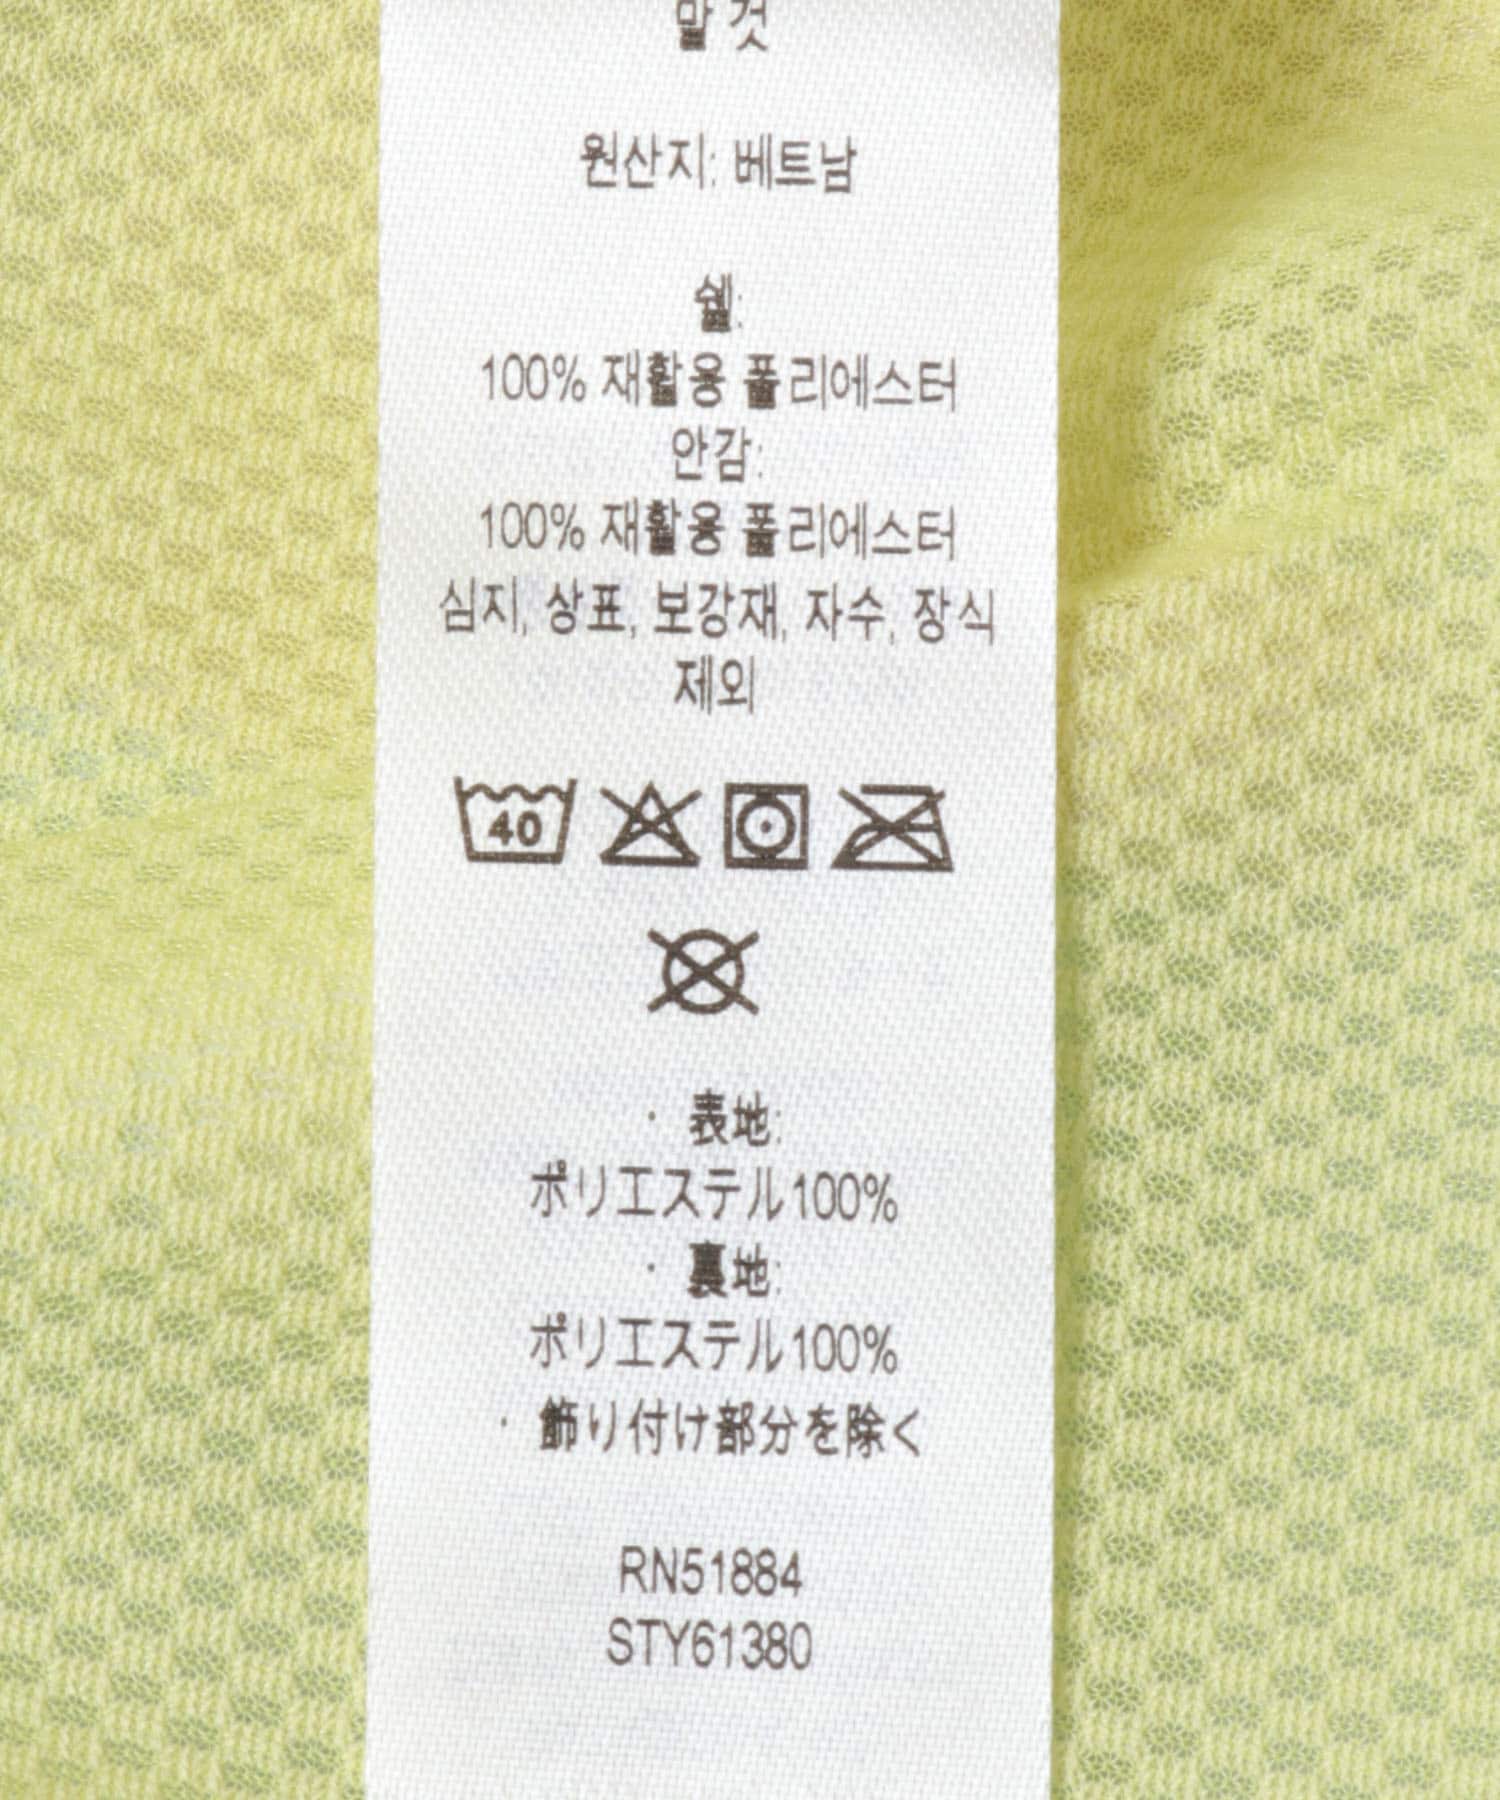 말 것
원산지: 베트남
쉘:
100% 재활용 폴리에스터
안감:
100% 재활용 폴리에스터
심지, 상표, 보강재, 자수, 장식
제외
40
・ 表地:
ポリエステル100%
・ 裏地:
ポリエステル100%
・ 飾り付け部分を除く
RN51884
STY61380